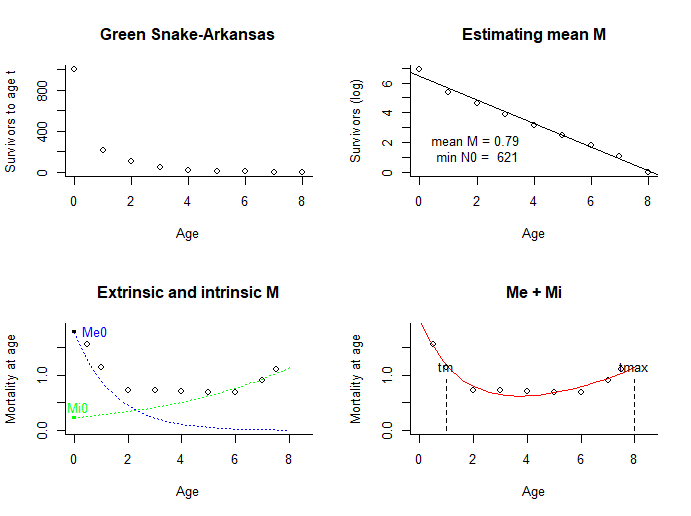 Green Snake-Arkansas
Survivors to age t
0 400 800
0 2 4 6 8
Age
Estimating mean M
Survivors (log)
0 2 4 6
mean M = 0.79
min N0 = 621
0 2 4 6 8
Age
Extrinsic and intrinsic M
Mortality at age
0.0 1.0
Me0
Mi0
0 2 4 6 8
Age
Me + Mi
Mortality at age
0.0 1.0
tm
tmax
0 2 4 6 8
Age